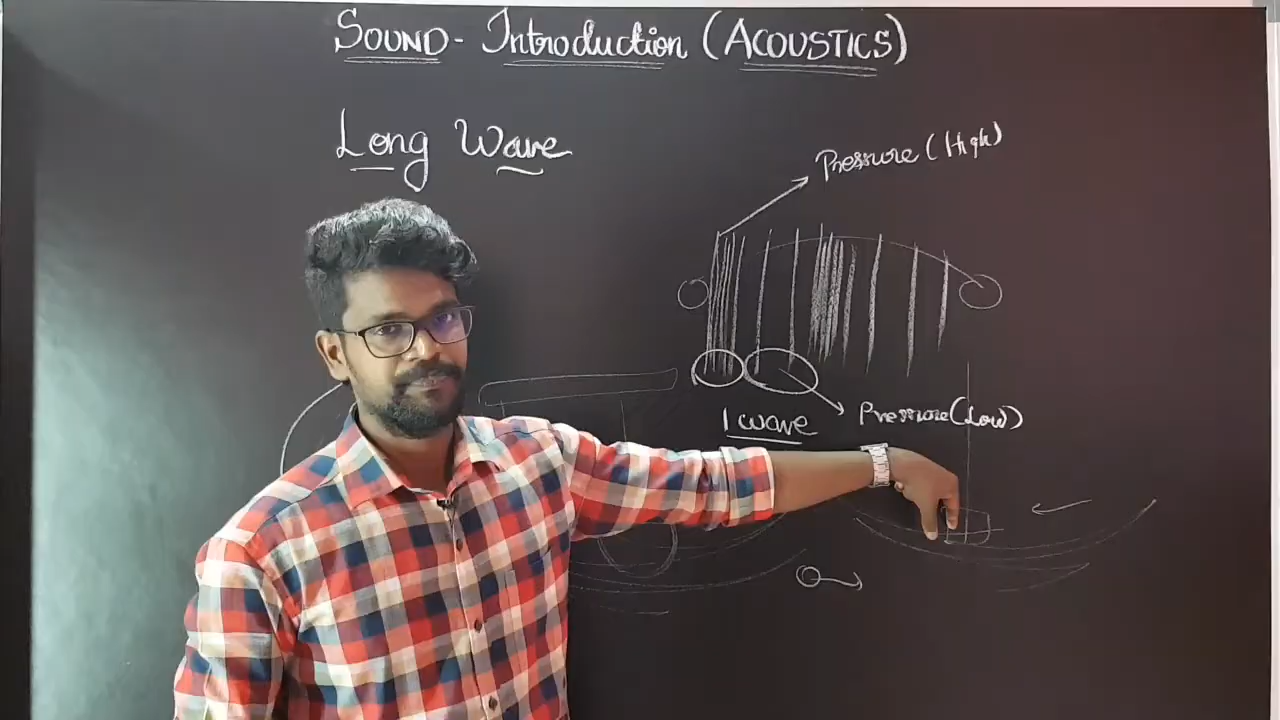 SOUND - Introduction (ACOUSTICS)
Long Wave
Pressure (High)
1 wave
Pressure (Low)